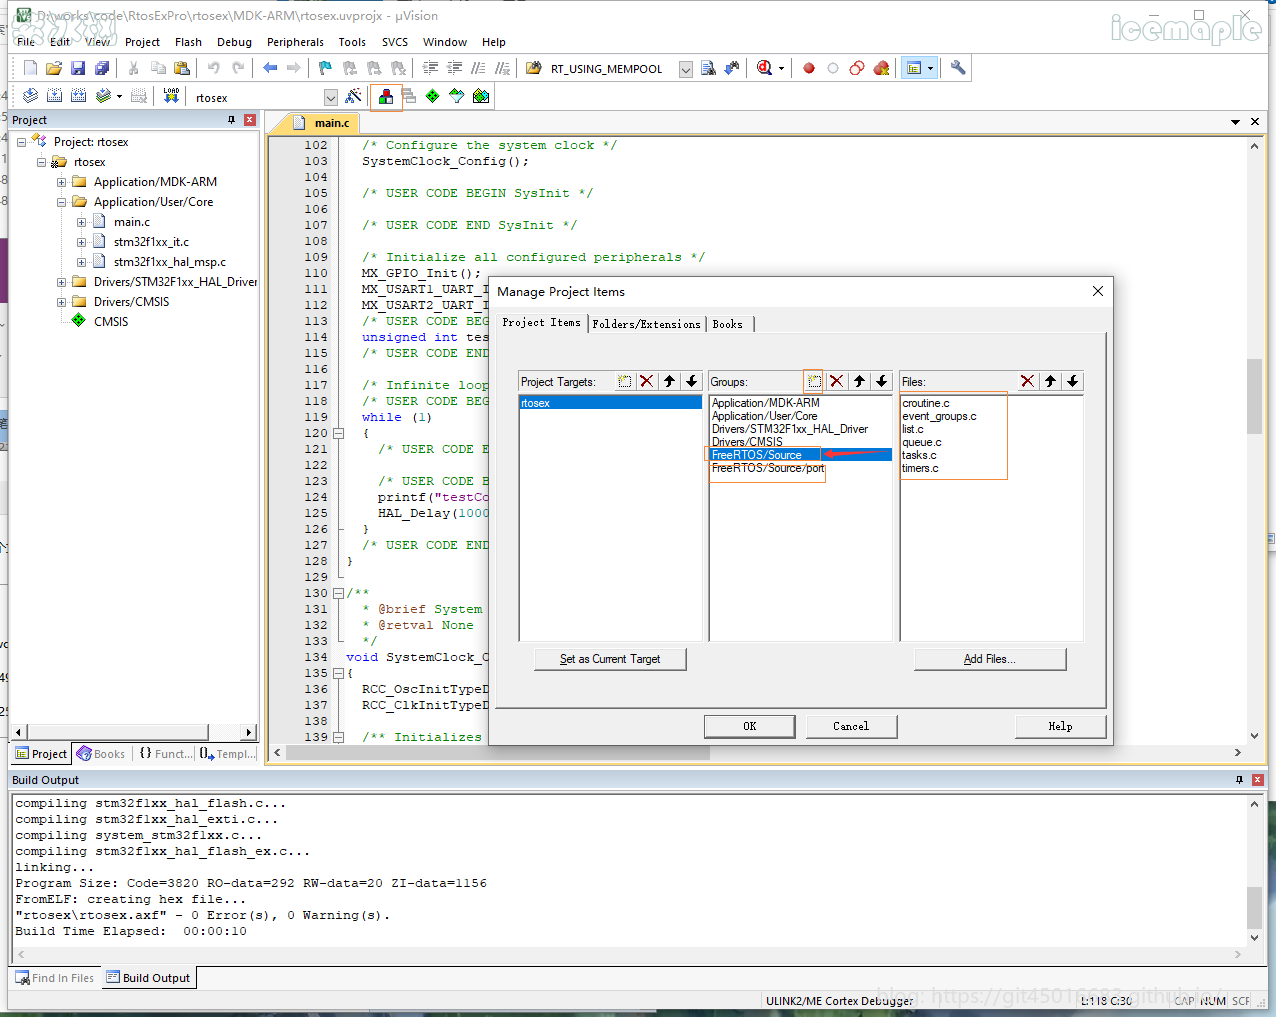 D:\works\code\RtosExPro\rtosex\MDK-ARM\rtosex.uvprojx - µVision
icemaple
File Edit View Project Flash Debug Peripherals Tools SVCS Window Help
RT_USING_MEMPOOL
LOAD
rtosex
Project
main.c
Project: rtosex
rtosex
Application/MDK-ARM
Application/User/Core
main.c
stm32f1xx_it.c
stm32f1xx_hal_msp.c
Drivers/STM32F1xx_HAL_Driver
Drivers/CMSIS
CMSIS
102 /* Configure the system clock */
103 SystemClock_Config();
104
105 /* USER CODE BEGIN SysInit */
106
107 /* USER CODE END SysInit */
108
109 /* Initialize all configured peripherals */
110 MX_GPIO_Init();
111 MX_USART1_UART_I
112 MX_USART2_UART_I
113 /* USER CODE BEG
114 unsigned int tes
115 /* USER CODE END
116
117 /* Infinite loop
118 /* USER CODE BEG
119 while (1)
120 {
121 /* USER CODE E
122
123 /* USER CODE B
124 printf("testCo
125 HAL_Delay(1000
126 }
127 /* USER CODE END
128 }
129
130 /**
131 * @brief System
132 * @retval None
133 */
134 void SystemClock_C
135 {
136 RCC_OscInitTypeD
137 RCC_ClkInitTypeD
138
139 /** Initializes
Manage Project Items
Project Items Folders/Extensions Books
Project Targets:
rtosex
Set as Current Target
Groups:
Application/MDK-ARM
Application/User/Core
Drivers/STM32F1xx_HAL_Driver
Drivers/CMSIS
FreeRTOS/Source
FreeRTOS/Source/port
Files:
croutine.c
event_groups.c
list.c
queue.c
tasks.c
timers.c
Add Files...
OK Cancel Help
Project Books {} Funct... Templ...
Build Output
compiling stm32f1xx_hal_flash.c...
compiling stm32f1xx_hal_exti.c...
compiling system_stm32f1xx.c...
compiling stm32f1xx_hal_flash_ex.c...
linking...
Program Size: Code=3820 RO-data=292 RW-data=20 ZI-data=1156
FromELF: creating hex file...
"rtosex\rtosex.axf" - 0 Error(s), 0 Warning(s).
Build Time Elapsed: 00:00:10
Find In Files Build Output
ULINK2/ME Cortex Debugger L:118 C:30 CAP NUM SCR